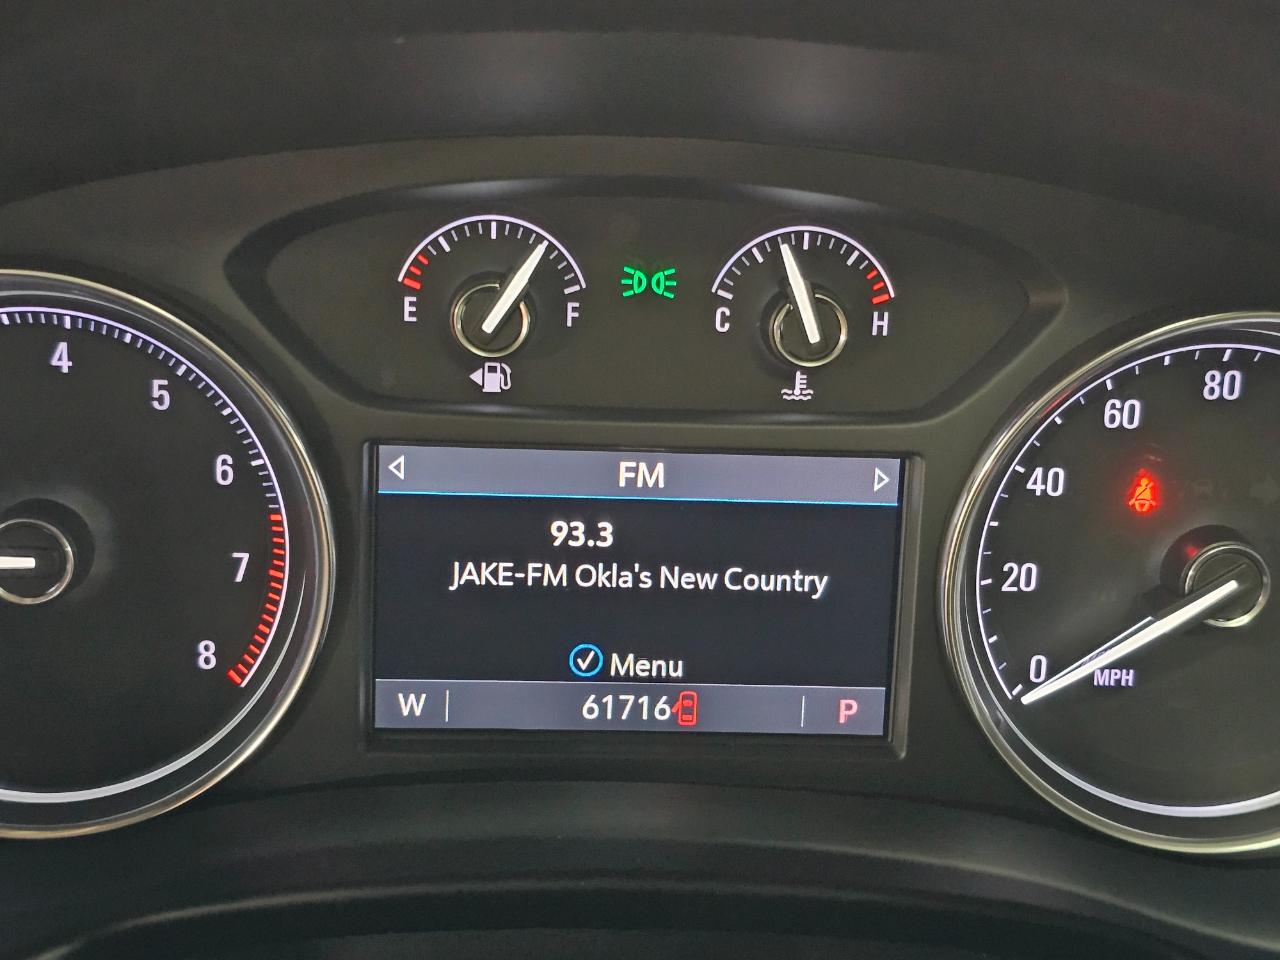 E
F
C
H
4
5
6
7
8
FM
93.3
JAKE-FM Okla's New Country
Menu
W
61716
P
80
60
40
20
0
MPH